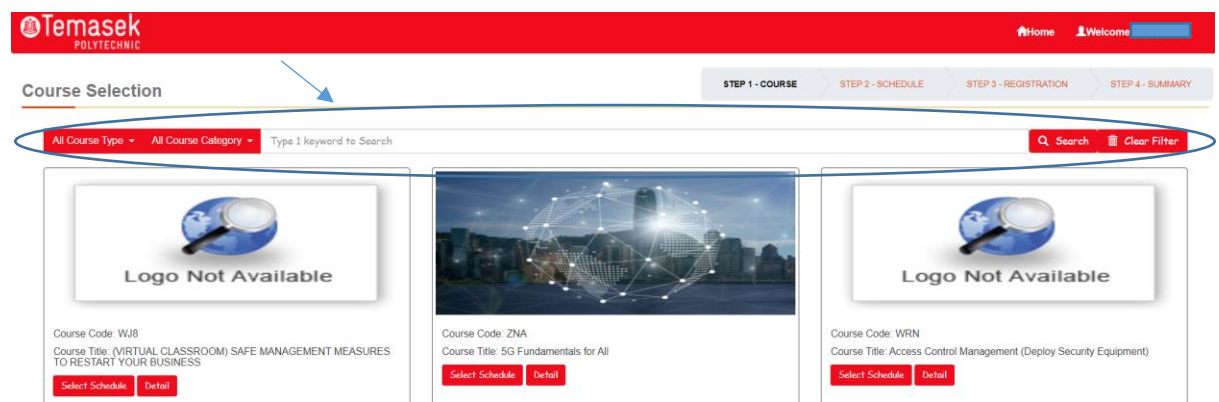 Temasek
POLYTECHNIC
Home Welcome
Course Selection
STEP 1 - COURSE STEP 2 - SCHEDULE STEP 3 - REGISTRATION STEP 4 - SUMMARY
All Course Type All Course Category Type 1 keyword to Search Search Clear Filter
Logo Not Available
Course Code: WJ8
Course Title: (VIRTUAL CLASSROOM) SAFE MANAGEMENT MEASURES
TO RESTART YOUR BUSINESS
Select Schedule Detail
Course Code: ZNA
Course Title: 5G Fundamentals for All
Select Schedule Detail
Logo Not Available
Course Code: WRN
Course Title: Access Control Management (Deploy Security Equipment)
Select Schedule Detail